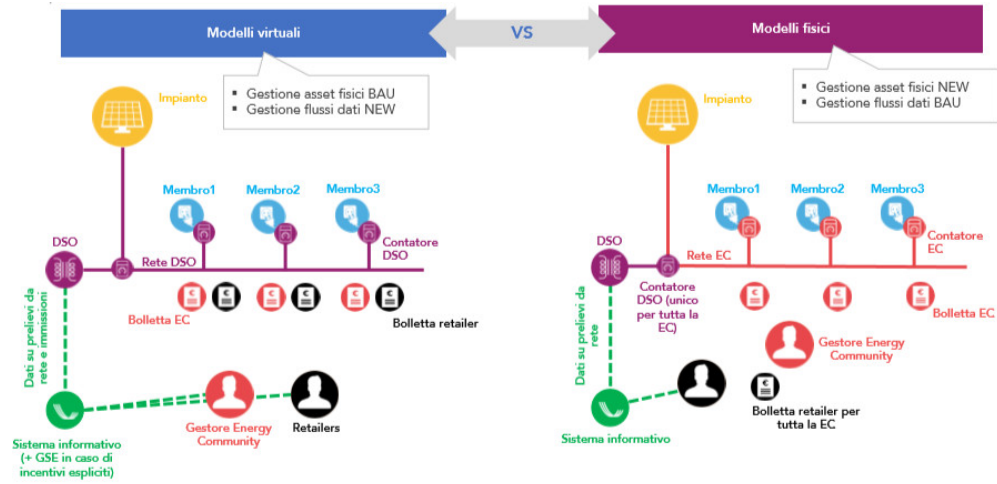 Modelli virtuali
VS
Modelli fisici
▪ Gestione asset fisici BAU
▪ Gestione flussi dati NEW
▪ Gestione asset fisici NEW
▪ Gestione flussi dati BAU
Impianto
Membro1
Membro2
Membro3
DSO
Rete DSO
Contatore
DSO
Bolletta EC
Bolletta retailer
Dati su prelievi da
rete e immissioni
Gestore Energy
Community
Retailers
Sistema informativo
(+ GSE in caso di
incentivi espliciti)
Impianto
Membro1
Membro2
Membro3
DSO
Rete EC
Contatore
EC
Contatore
DSO (unico
per tutta la
EC)
Bolletta EC
Dati su prelievi da
rete
Gestore Energy
Community
Bolletta retailer per
tutta la EC
Sistema informativo